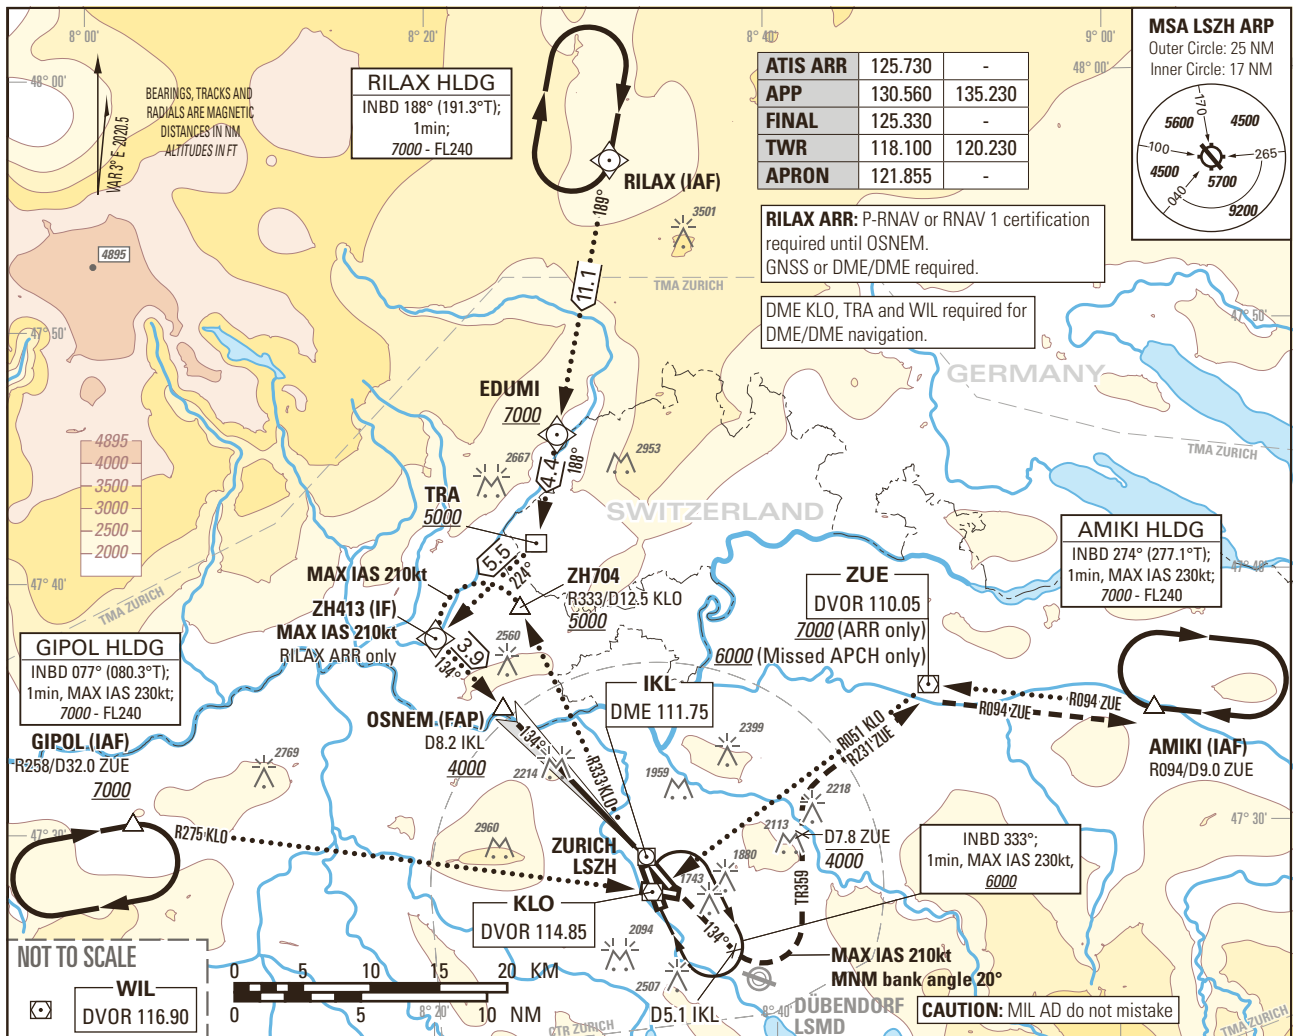 8° 00'
8° 20'
8° 40'
9° 00'
48° 00'
48° 00'
BEARINGS, TRACKS AND
RADIALS ARE MAGNETIC
DISTANCES IN NM
ALTITUDES IN FT
VAR 3° E 2020.5
RILAX HLDG
INBD 188° (191.3°T);
1min;
7000 - FL240
RILAX (IAF)
ATIS ARR 125.730 -
APP 130.560 135.230
FINAL 125.330 -
TWR 118.100 120.230
APRON 121.855 -
MSA LSZH ARP
Outer Circle: 25 NM
Inner Circle: 17 NM
170
5600
4500
100
265
4500
5700
040
9200
RILAX ARR: P-RNAV or RNAV 1 certification
required until OSNEM.
GNSS or DME/DME required.
DME KLO, TRA and WIL required for
DME/DME navigation.
189°
3501
4895
11.1
TMA ZURICH
47° 50'
47° 50'
GERMANY
EDUMI
7000
4895
4000
3500
3000
2500
2000
2667
2953
4.4
188°
TMA ZURICH
TRA
5000
SWITZERLAND
AMIKI HLDG
INBD 274° (277.1°T);
1min, MAX IAS 230kt;
7000 - FL240
5.5
224°
MAX IAS 210kt
ZH704
R333/D12.5 KLO
5000
47° 40'
47° 40'
TMA ZURICH
ZUE
DVOR 110.05
7000 (ARR only)
6000 (Missed APCH only)
ZH413 (IF)
MAX IAS 210kt
RILAX ARR only
3.9
134°
2560
GIPOL HLDG
INBD 077° (080.3°T);
1min, MAX IAS 230kt;
7000 - FL240
IKL
DME 111.75
R094 ZUE
R094 ZUE
OSNEM (FAP)
D8.2 IKL
4000
134°
2214
R333 KLO
R051 KLO
R231 ZUE
2399
1959
AMIKI (IAF)
R094/D9.0 ZUE
GIPOL (IAF)
R258/D32.0 ZUE
7000
2769
2218
2113
D7.8 ZUE
4000
47° 30'
47° 30'
R275 KLO
2960
ZURICH
LSZH
INBD 333°;
1min, MAX IAS 230kt,
6000
1743
1880
TR359
KLO
DVOR 114.85
134°
2094
2507
MAX IAS 210kt
MNM bank angle 20°
NOT TO SCALE
WIL
DVOR 116.90
0 5 10 20 KM
0 5 10 NM
8° 20'
8° 40'
D5.1 IKL
CTR ZURICH
DÜBENDORF
LSMD
CAUTION: MIL AD do not mistake
TMA ZURICH